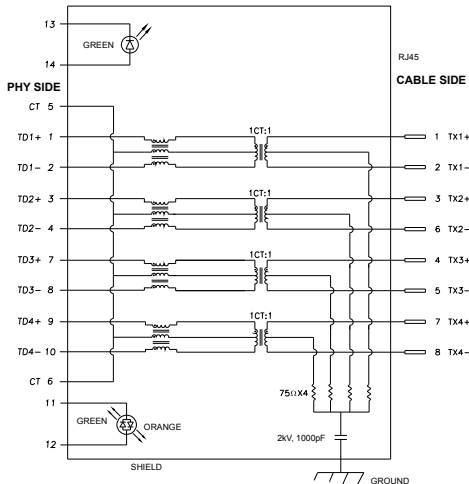 13
GREEN
14
RJ45
PHY SIDE
CABLE SIDE
CT 5
1CT:1
TD1+ 1
1 TX1+
TD1- 2
2 TX1-
1CT:1
TD2+ 3
3 TX2+
TD2- 4
6 TX2-
1CT:1
TD3+ 7
4 TX3+
TD3- 8
5 TX3-
1CT:1
TD4+ 9
7 TX4+
TD4- 10
8 TX4-
CT 6
75ΩX4
11
GREEN
ORANGE
12
2kV, 1000pF
SHIELD
GROUND